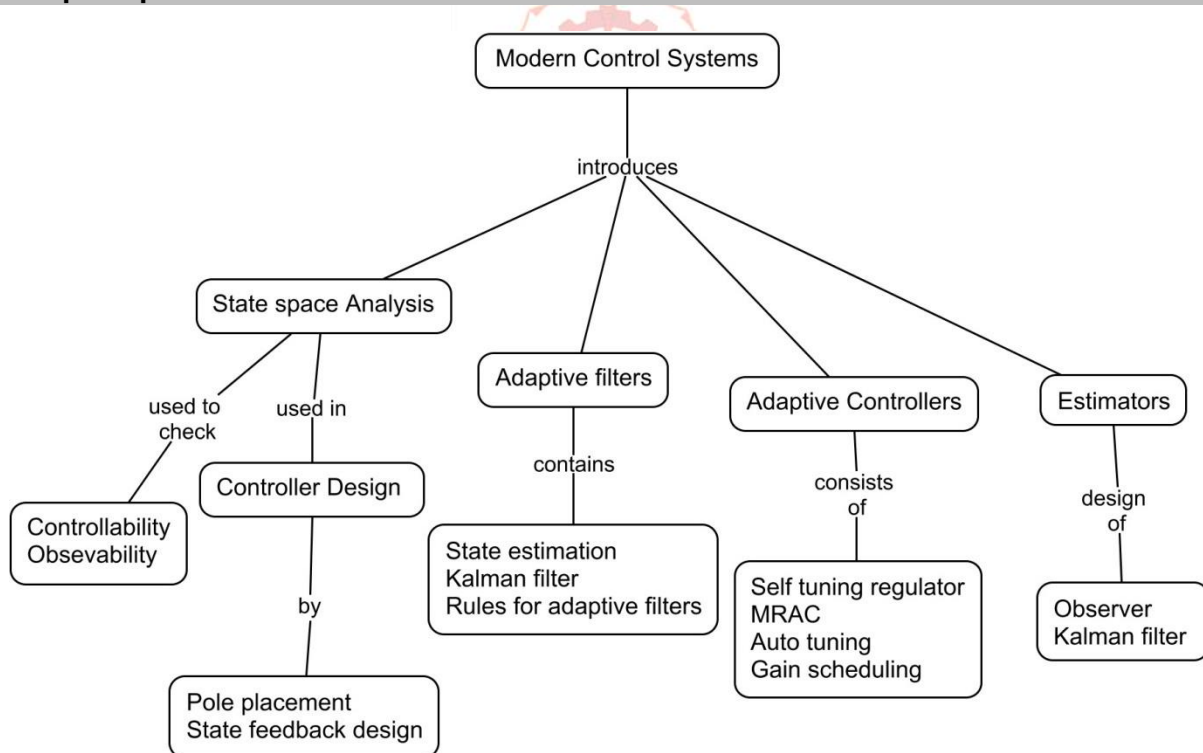 Modern Control Systems
introduces
State space Analysis
Adaptive filters
Adaptive Controllers
Estimators
used to
check
used in
contains
consists
of
design
of
Controllability
Obsevability
Controller Design
State estimation
Kalman filter
Rules for adaptive filters
Self tuning regulator
MRAC
Auto tuning
Gain scheduling
Observer
Kalman filter
by
Pole placement
State feedback design